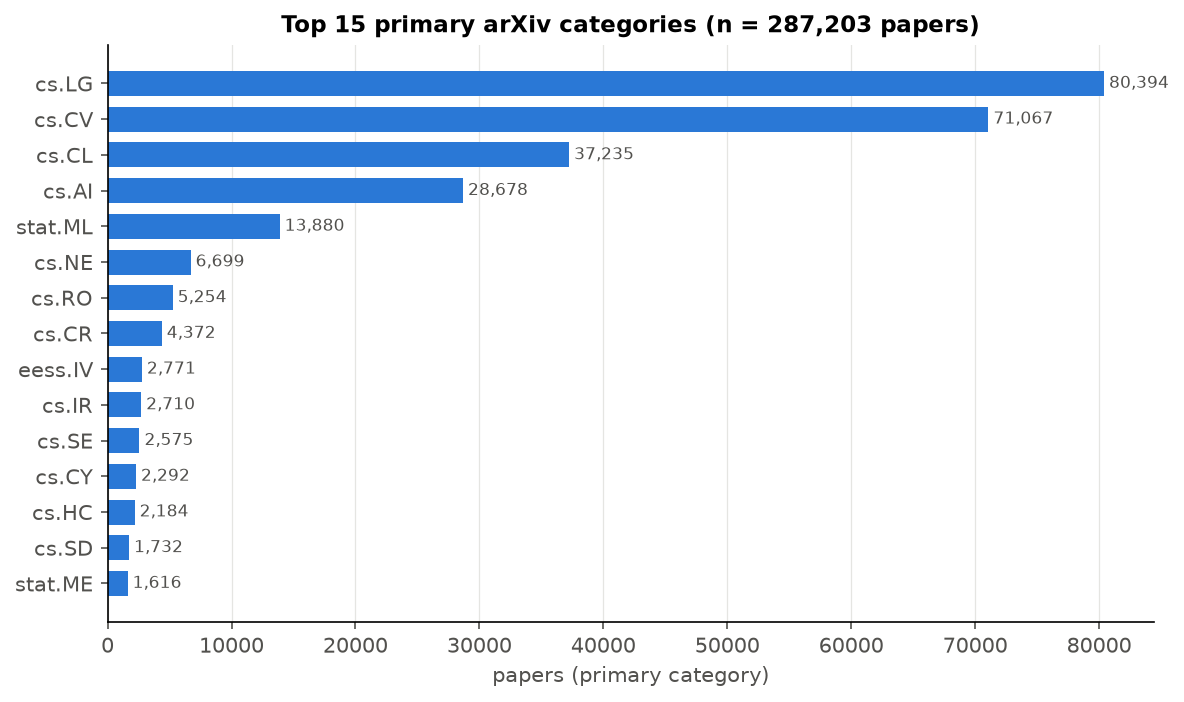 Top 15 primary arXiv categories (n = 287,203 papers)
cs.LG 80,394
cs.CV 71,067
cs.CL 37,235
cs.AI 28,678
stat.ML 13,880
cs.NE 6,699
cs.RO 5,254
cs.CR 4,372
eess.IV 2,771
cs.IR 2,710
cs.SE 2,575
cs.CY 2,292
cs.HC 2,184
cs.SD 1,732
stat.ME 1,616
0 10000 20000 30000 40000 50000 60000 70000 80000
papers (primary category)